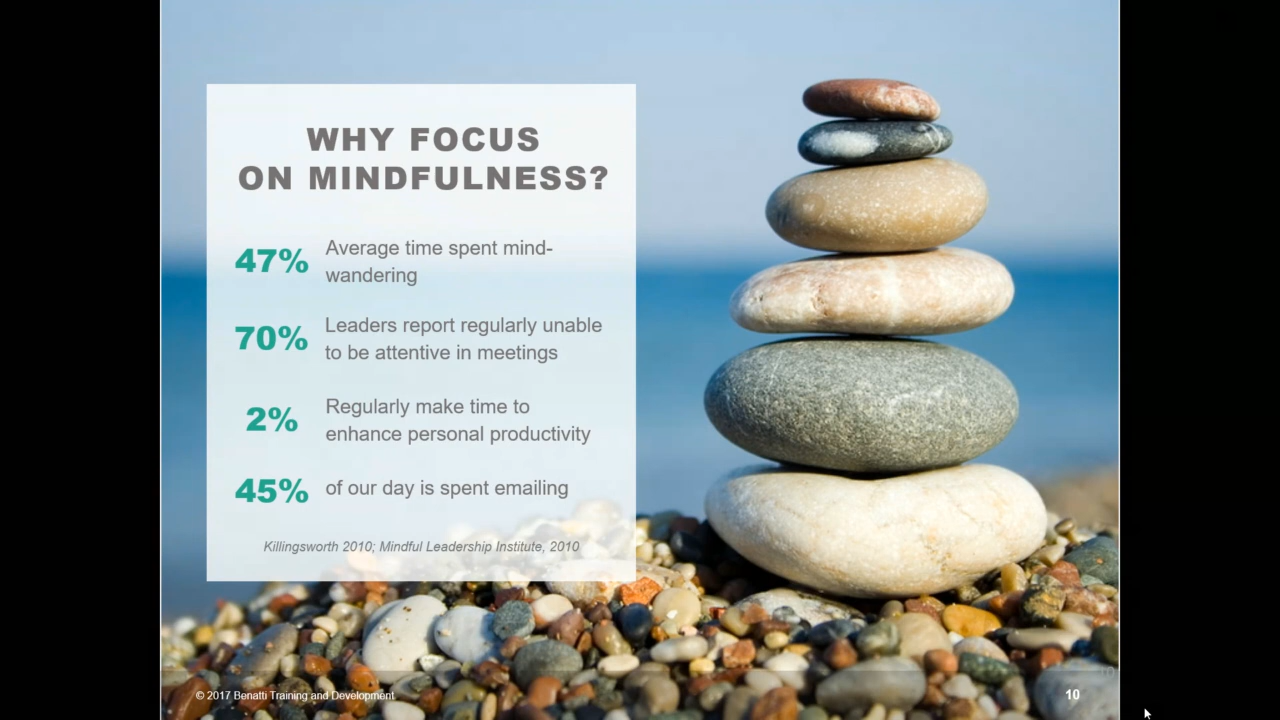 WHY FOCUS
ON MINDFULNESS?
47%
Average time spent mind-
wandering
70%
Leaders report regularly unable
to be attentive in meetings
2%
Regularly make time to
enhance personal productivity
45%
of our day is spent emailing
Killingsworth 2010; Mindful Leadership Institute, 2010
© 2017 Benatti Training and Development
10